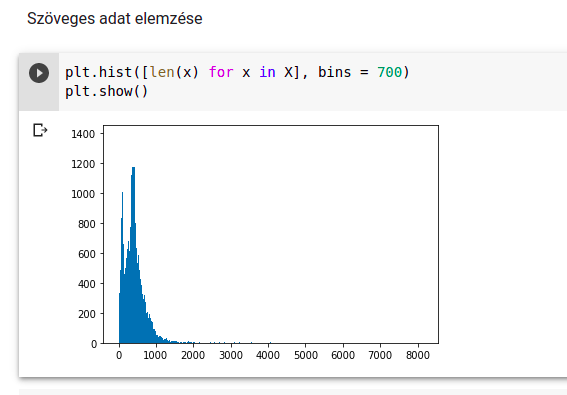 Szöveges adat elemzése
plt.hist([len(x) for x in X], bins = 700)
plt.show()
1400
1200
1000
800
600
400
200
0
0 1000 2000 3000 4000 5000 6000 7000 8000